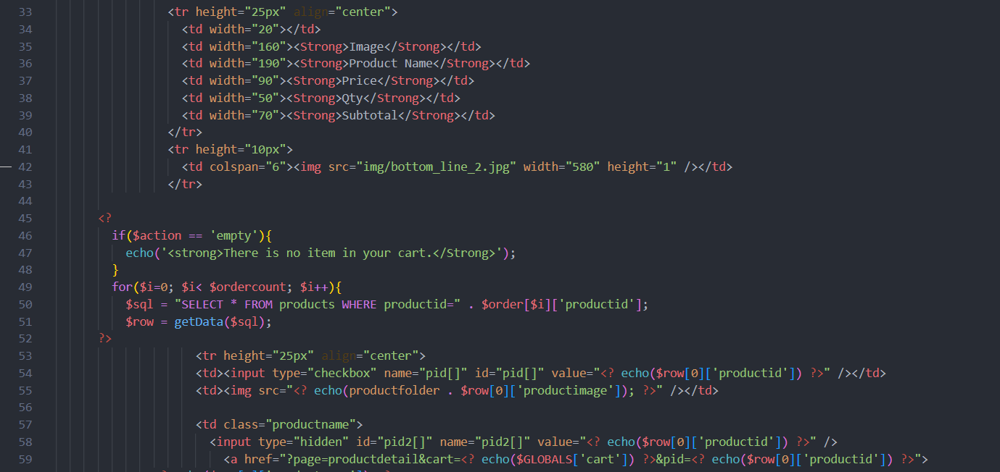 33 <tr height="25px" align="center">
34 <td width="20"></td>
35 <td width="160"><Strong>Image</Strong></td>
36 <td width="190"><Strong>Product Name</Strong></td>
37 <td width="90"><Strong>Price</Strong></td>
38 <td width="50"><Strong>Qty</Strong></td>
39 <td width="70"><Strong>Subtotal</Strong></td>
40 </tr>
41 <tr height="10px">
42 <td colspan="6"><img src="img/bottom_line_2.jpg" width="580" height="1" /></td>
43 </tr>
44
45 <?
46 if($action == 'empty'){
47 echo('<strong>There is no item in your cart.</Strong>');
48 }
49 for($i=0; $i< $ordercount; $i++){
50 $sql = "SELECT * FROM products WHERE productid=" . $order[$i]['productid'];
51 $row = getData($sql);
52 ?>
53 <tr height="25px" align="center">
54 <td><input type="checkbox" name="pid[]" id="pid[]" value="<? echo($row[0]['productid']) ?>" /></td>
55 <td><img src="<? echo(productfolder . $row[0]['productimage']); ?>" /></td>
56
57 <td class="productname">
58 <input type="hidden" id="pid2[]" name="pid2[]" value="<? echo($row[0]['productid']) ?>" />
59 <a href="?page=productdetail&cart=<? echo($GLOBALS['cart']) ?>&pid=<? echo($row[0]['productid']) ?>">